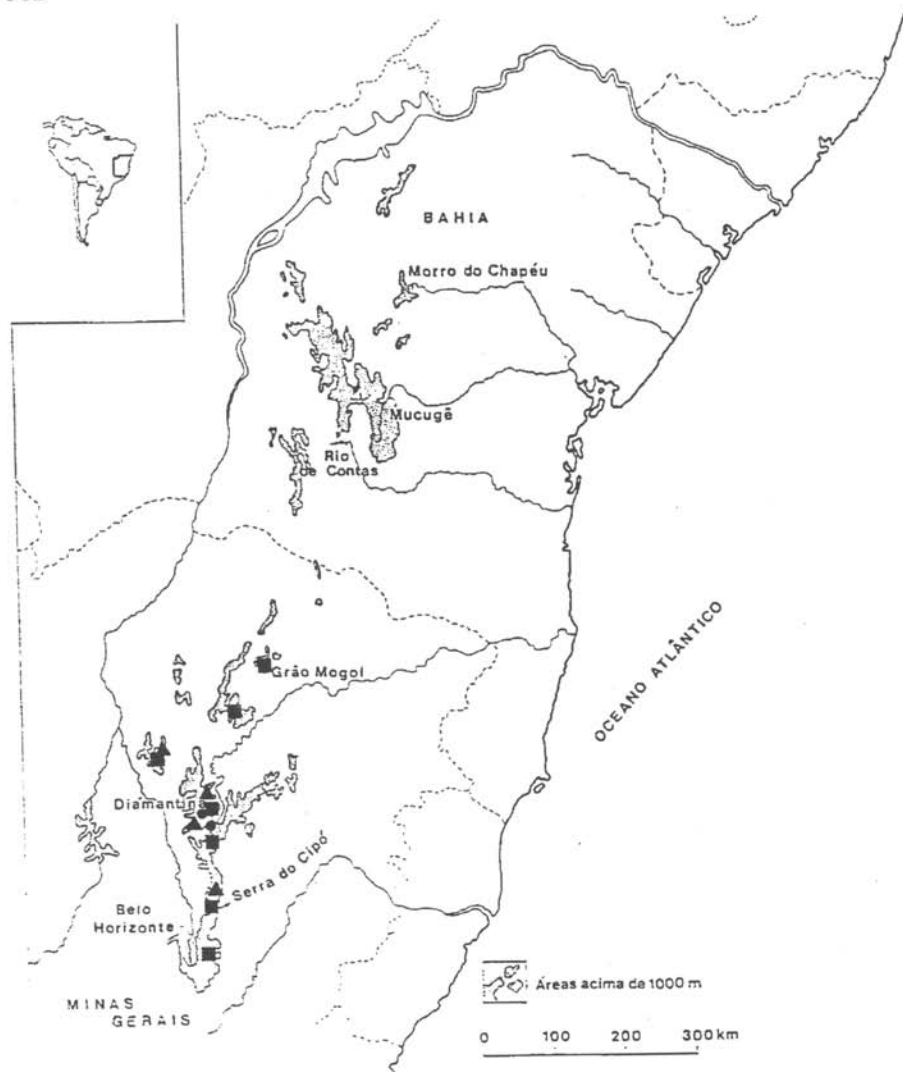 BAHIA
Morro do Chapéu
Mucugê
Rio
de Contas
Grão Mogol
OCEANO ATLÂNTICO
Diamantina
Serra do Cipó
Belo
Horizonte
MINAS
GERAIS
Áreas acima de 1000 m
0 100 200 300 km